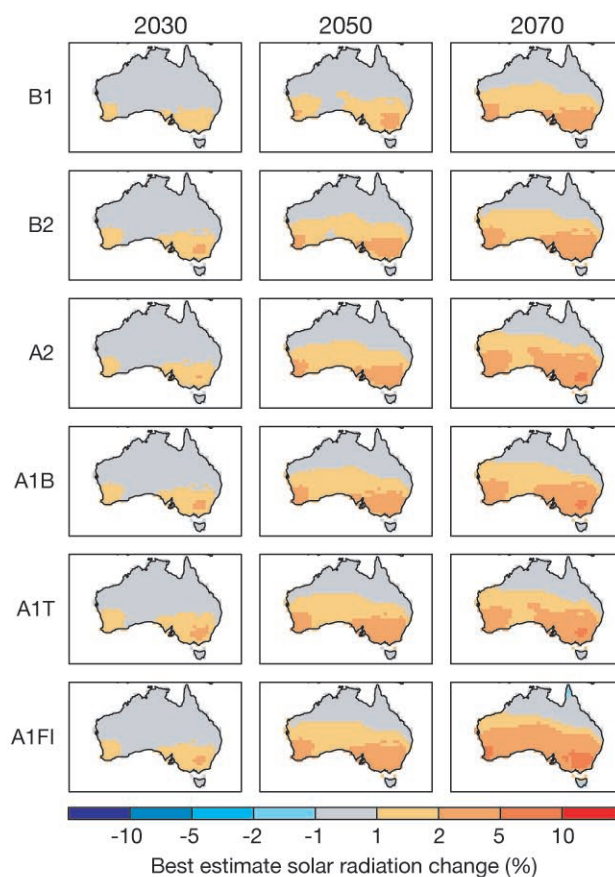 2030 2050 2070
B1
B2
A2
A1B
A1T
A1FI
-10 -5 -2 -1 1 2 5 10
Best estimate solar radiation change (%)